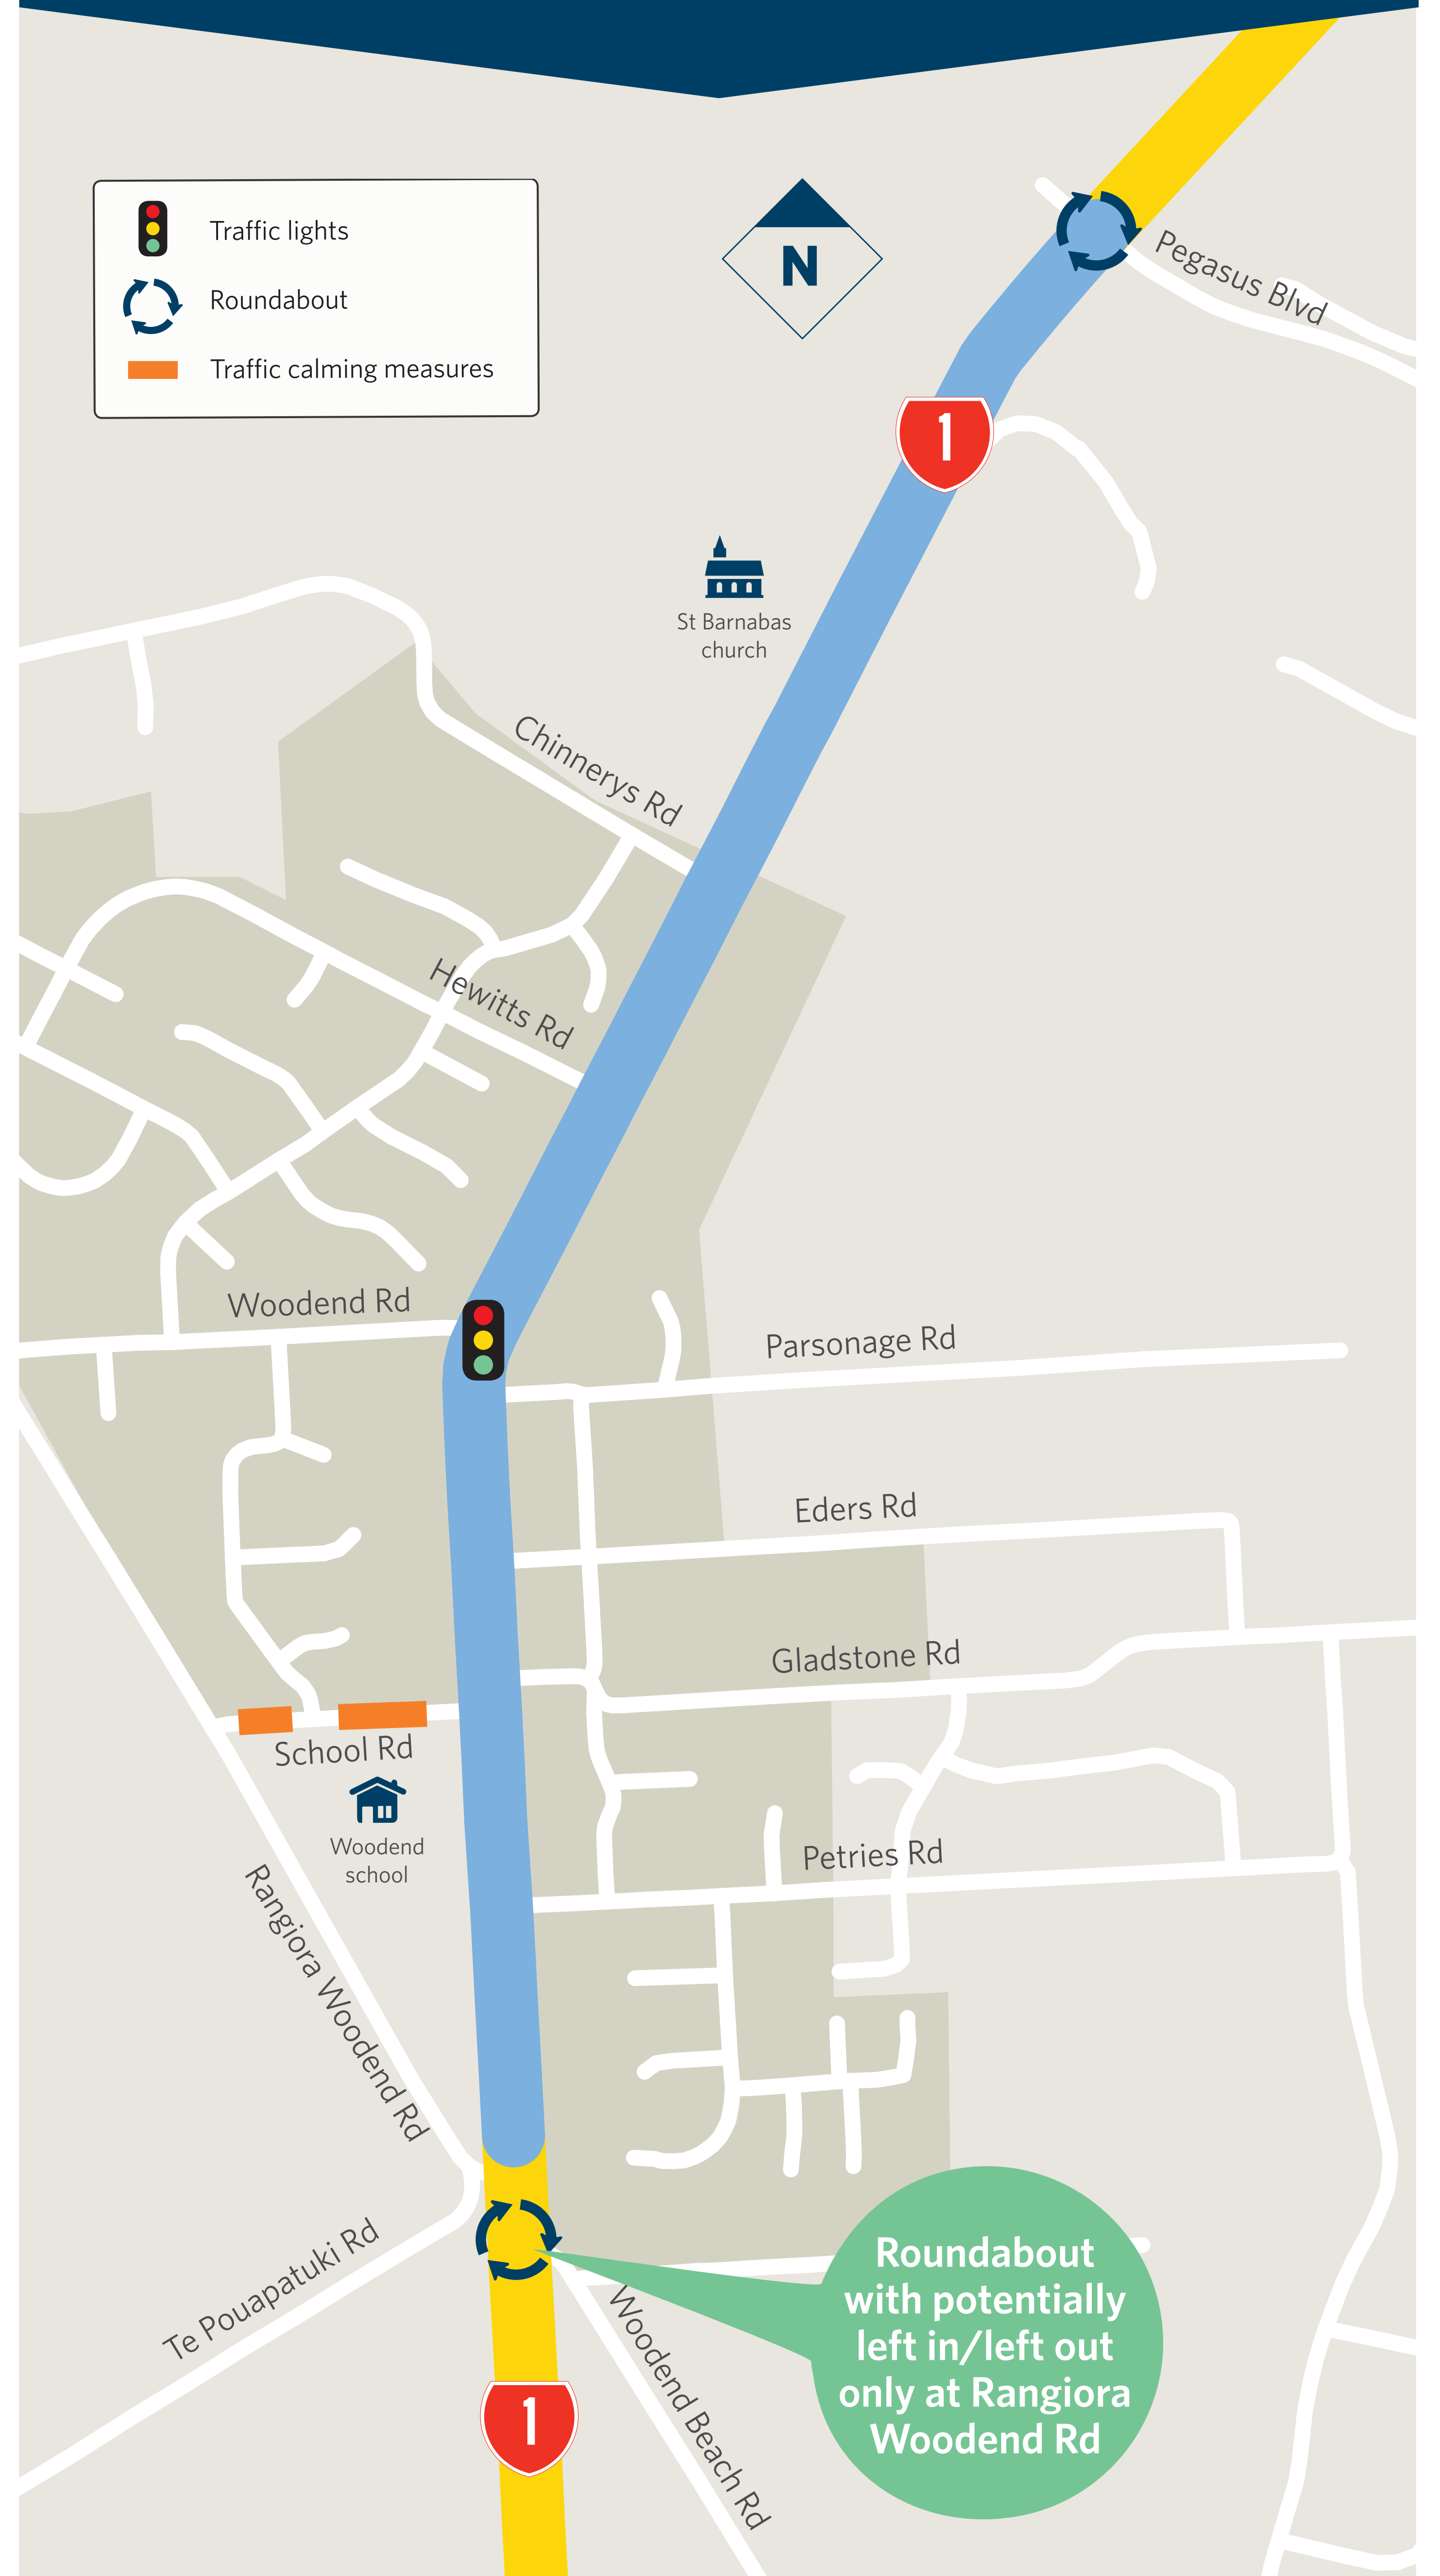 Traffic lights
Roundabout
Traffic calming measures
N
Pegasus Blvd
1
St Barnabas
church
Chinnerys Rd
Hewitts Rd
Woodend Rd
Parsonage Rd
Eders Rd
Gladstone Rd
School Rd
Woodend
school
Petries Rd
Rangiora Woodend Rd
Te Pouapatuki Rd
Roundabout
with potentially
left in/left out
only at Rangiora
Woodend Rd
Woodend Beach Rd
1